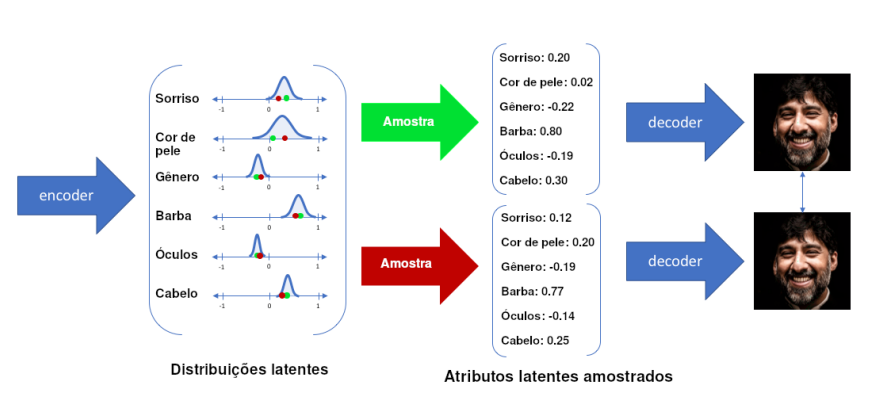 encoder
Sorriso
-1 0 1
Cor de
pele
-1 0 1
Gênero
-1 0 1
Barba
-1 0 1
Óculos
-1 0 1
Cabelo
-1 0 1
Distribuições latentes
Amostra
Sorriso: 0.20
Cor de pele: 0.02
Gênero: -0.22
Barba: 0.80
Óculos: -0.19
Cabelo: 0.30
decoder
Amostra
Sorriso: 0.12
Cor de pele: 0.20
Gênero: -0.19
Barba: 0.77
Óculos: -0.14
Cabelo: 0.25
decoder
Atributos latentes amostrados